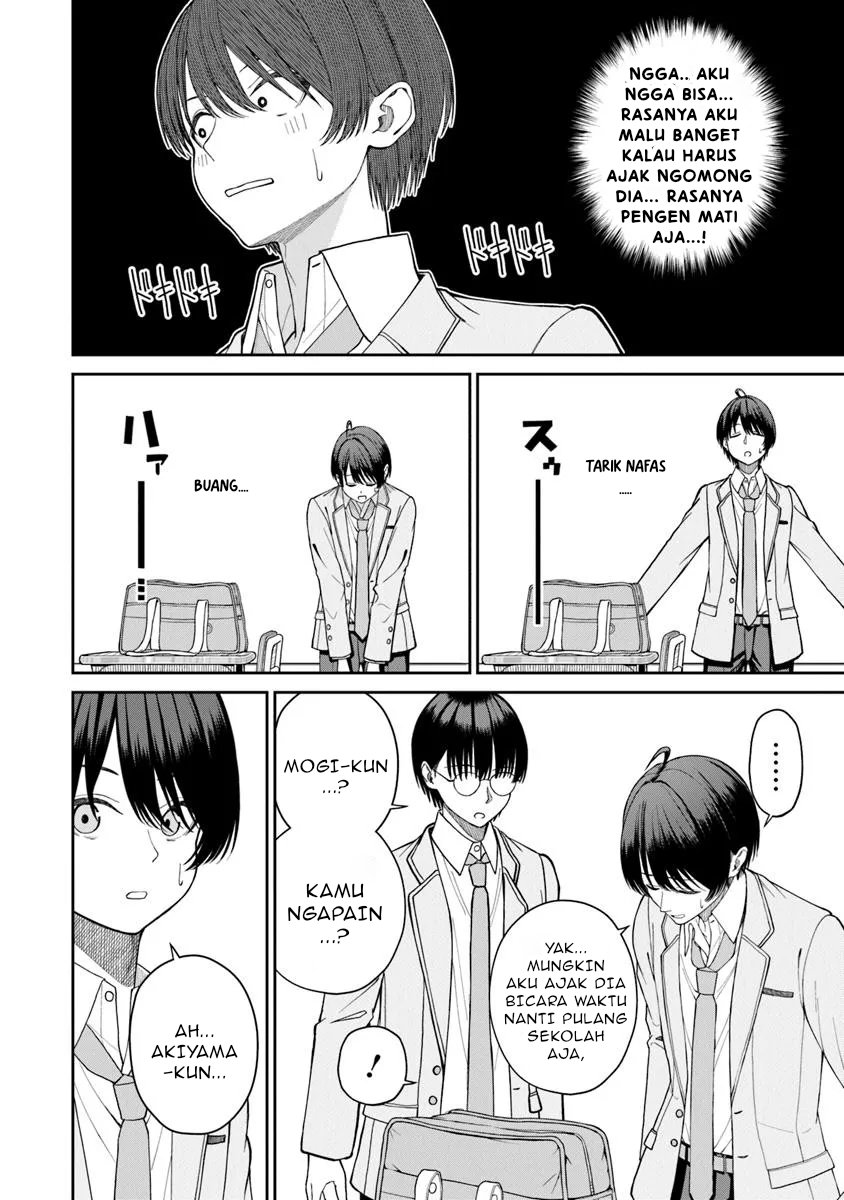 NGGA... AKU
NGGA BISA...
RASANYA AKU
MALU BANGET
KALAU HARUS
AJAK NGOMONG
DIA... RASANYA
PENGEN MATI
AJA...!
ドキドキ
ドキドキ
スゥ
TARIK NAFAS
.....
ハァ...
BUANG....
......
MOGI-KUN
...?
KAMU
NGAPAIN
...?
YAK...
MUNGKIN
AKU AJAK DIA
BICARA WAKTU
NANTI PULANG
SEKOLAH
AJA,
!
AH...
AKIYAMA
-KUN...